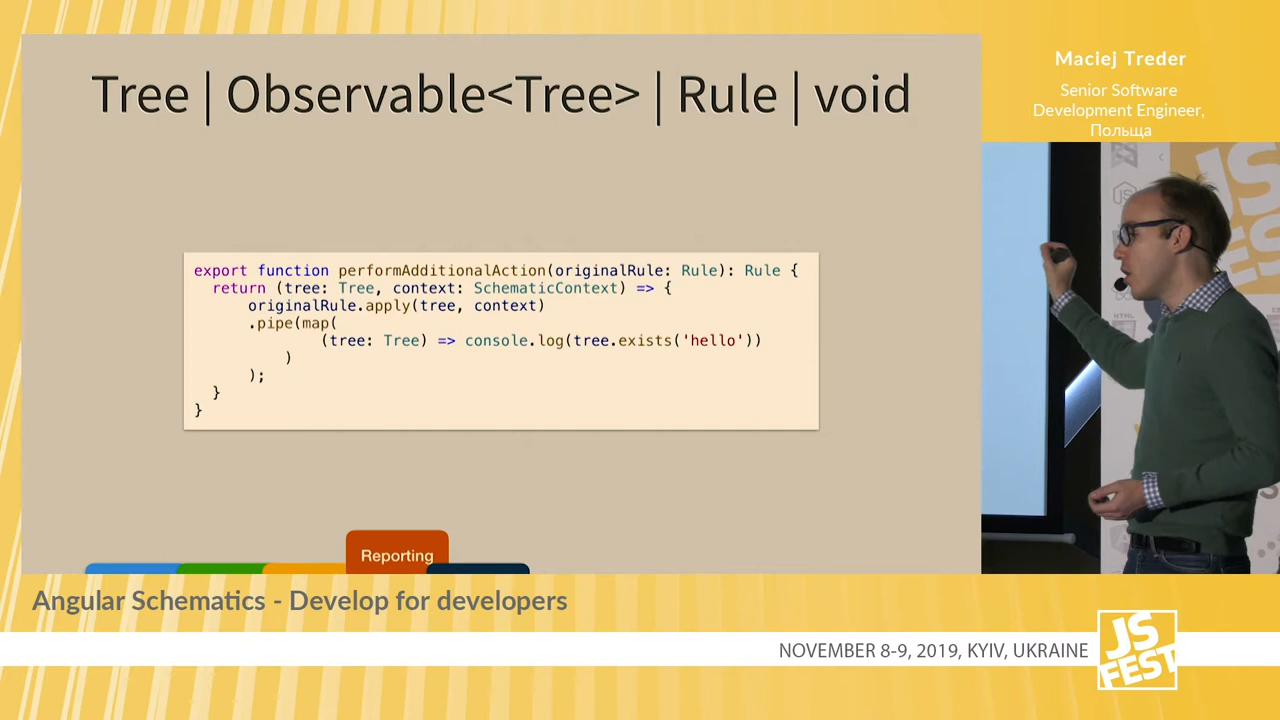 Tree | Observable<Tree> | Rule | void
export function performAdditionalAction(originalRule: Rule): Rule {
return (tree: Tree, context: SchematicContext) => {
originalRule.apply(tree, context)
.pipe(map(
(tree: Tree) => console.log(tree.exists('hello'))
)
);
}
}
Reporting
Maciej Treder
Senior Software
Development Engineer,
Польща
Angular Schematics - Develop for developers
NOVEMBER 8-9, 2019, KYIV, UKRAINE
JS
FEST